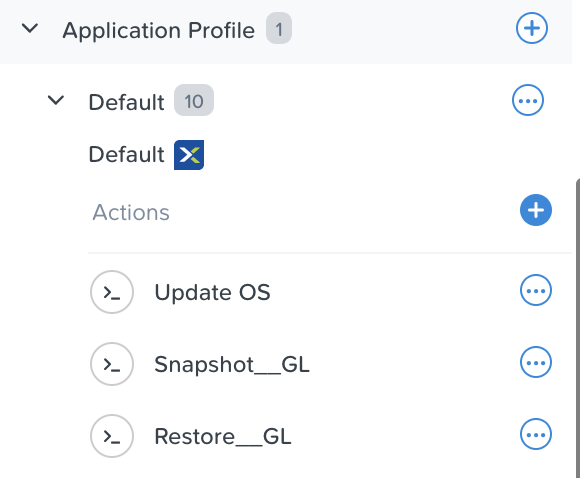 Application Profile 1
Default 10
Default
Actions
Update OS
Snapshot__GL
Restore__GL